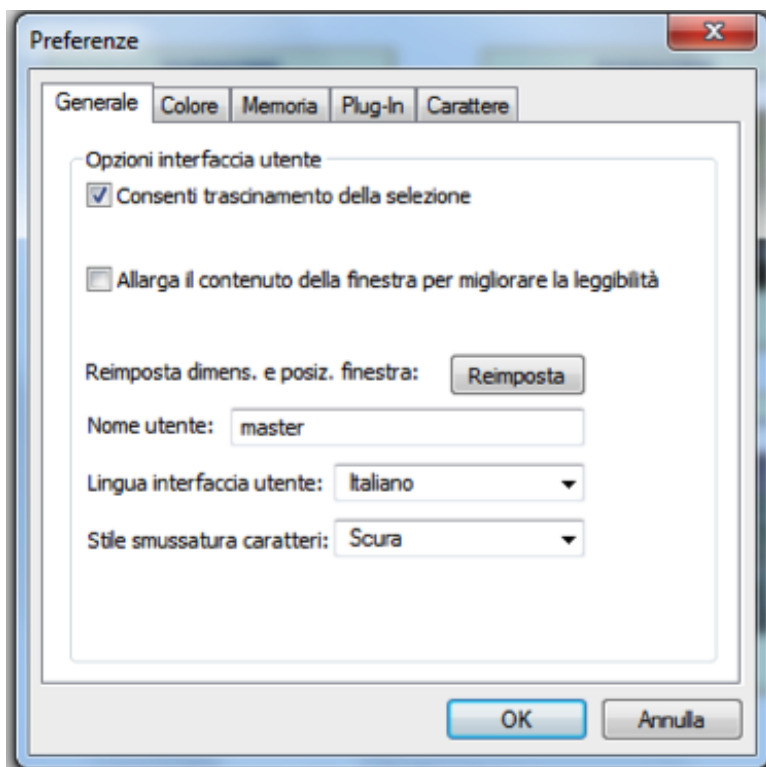 Preferenze
Generale Colore Memoria Plug-In Carattere
Opzioni interfaccia utente
Consenti trascinamento della selezione
Allarga il contenuto della finestra per migliorare la leggibilità
Reimposta dimens. e posiz. finestra: Reimposta
Nome utente: master
Lingua interfaccia utente: Italiano
Stile smussatura caratteri: Scura
OK Annulla